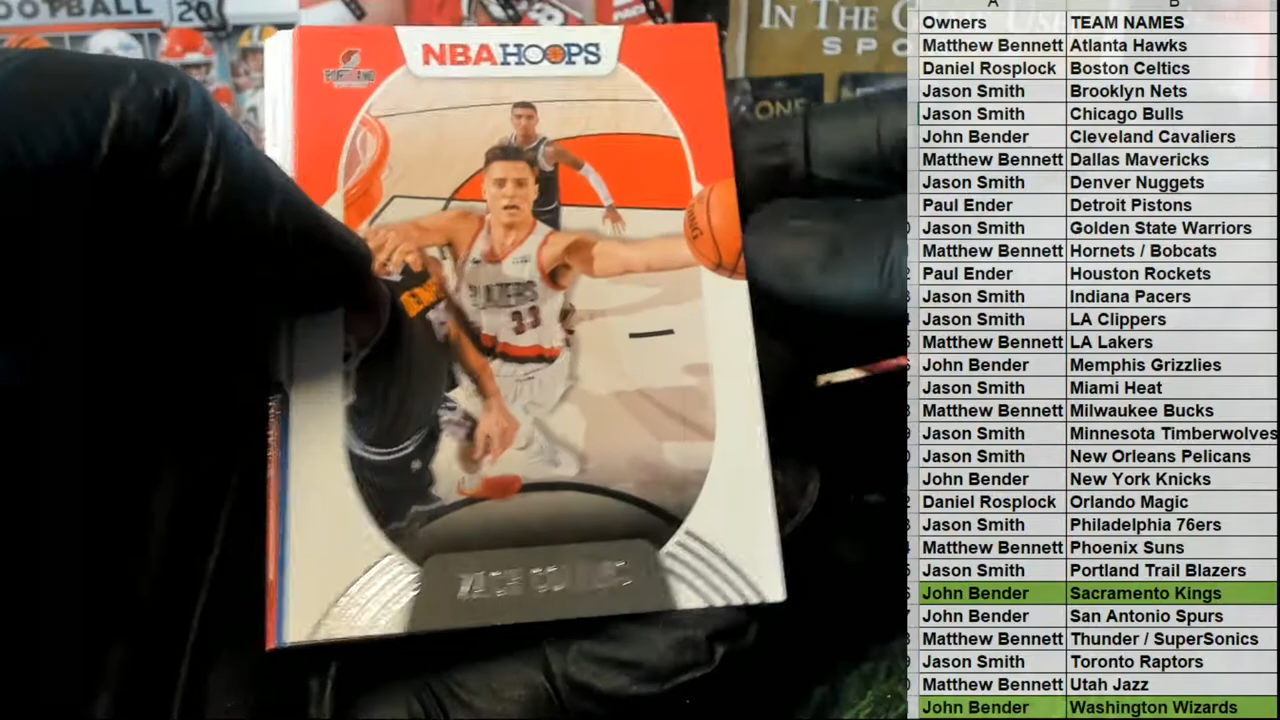 OOTBALL 20
IN THE G
SPO
ONE
PORTLAND
NBA HOOPS
BLAZERS
33
ZACH COLLINS
A B
Owners TEAM NAMES
Matthew Bennett Atlanta Hawks
Daniel Rosplock Boston Celtics
Jason Smith Brooklyn Nets
Jason Smith Chicago Bulls
John Bender Cleveland Cavaliers
Matthew Bennett Dallas Mavericks
Jason Smith Denver Nuggets
Paul Ender Detroit Pistons
Jason Smith Golden State Warriors
Matthew Bennett Hornets / Bobcats
Paul Ender Houston Rockets
Jason Smith Indiana Pacers
Jason Smith LA Clippers
Matthew Bennett LA Lakers
John Bender Memphis Grizzlies
Jason Smith Miami Heat
Matthew Bennett Milwaukee Bucks
Jason Smith Minnesota Timberwolves
Jason Smith New Orleans Pelicans
John Bender New York Knicks
Daniel Rosplock Orlando Magic
Jason Smith Philadelphia 76ers
Matthew Bennett Phoenix Suns
Jason Smith Portland Trail Blazers
John Bender Sacramento Kings
John Bender San Antonio Spurs
Matthew Bennett Thunder / SuperSonics
Jason Smith Toronto Raptors
Matthew Bennett Utah Jazz
John Bender Washington Wizards